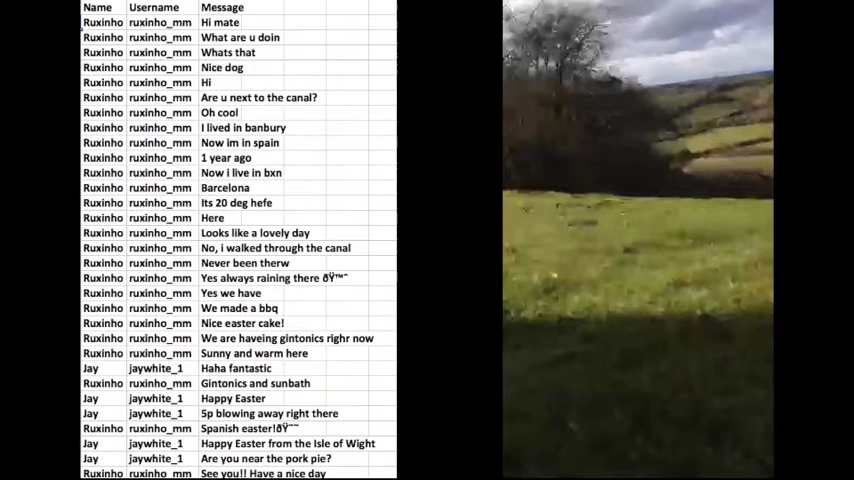 Name Username Message
Ruxinho ruxinho_mm Hi mate
Ruxinho ruxinho_mm What are u doin
Ruxinho ruxinho_mm Whats that
Ruxinho ruxinho_mm Nice dog
Ruxinho ruxinho_mm Hi
Ruxinho ruxinho_mm Are u next to the canal?
Ruxinho ruxinho_mm Oh cool
Ruxinho ruxinho_mm I lived in banbury
Ruxinho ruxinho_mm Now im in spain
Ruxinho ruxinho_mm 1 year ago
Ruxinho ruxinho_mm Now i live in bxn
Ruxinho ruxinho_mm Barcelona
Ruxinho ruxinho_mm Its 20 deg hefe
Ruxinho ruxinho_mm Here
Ruxinho ruxinho_mm Looks like a lovely day
Ruxinho ruxinho_mm No, i walked through the canal
Ruxinho ruxinho_mm Never been therw
Ruxinho ruxinho_mm Yes always raining there ðŸ™ˆ
Ruxinho ruxinho_mm Yes we have
Ruxinho ruxinho_mm We made a bbq
Ruxinho ruxinho_mm Nice easter cake!
Ruxinho ruxinho_mm We are haveing gintonics righr now
Ruxinho ruxinho_mm Sunny and warm here
Jay jaywhite_1 Haha fantastic
Ruxinho ruxinho_mm Gintonics and sunbath
Jay jaywhite_1 Happy Easter
Jay jaywhite_1 5p blowing away right there
Ruxinho ruxinho_mm Spanish easter!ðŸ˜˜
Jay jaywhite_1 Happy Easter from the Isle of Wight
Jay jaywhite_1 Are you near the pork pie?
Ruxinho ruxinho_mm See you!! Have a nice day